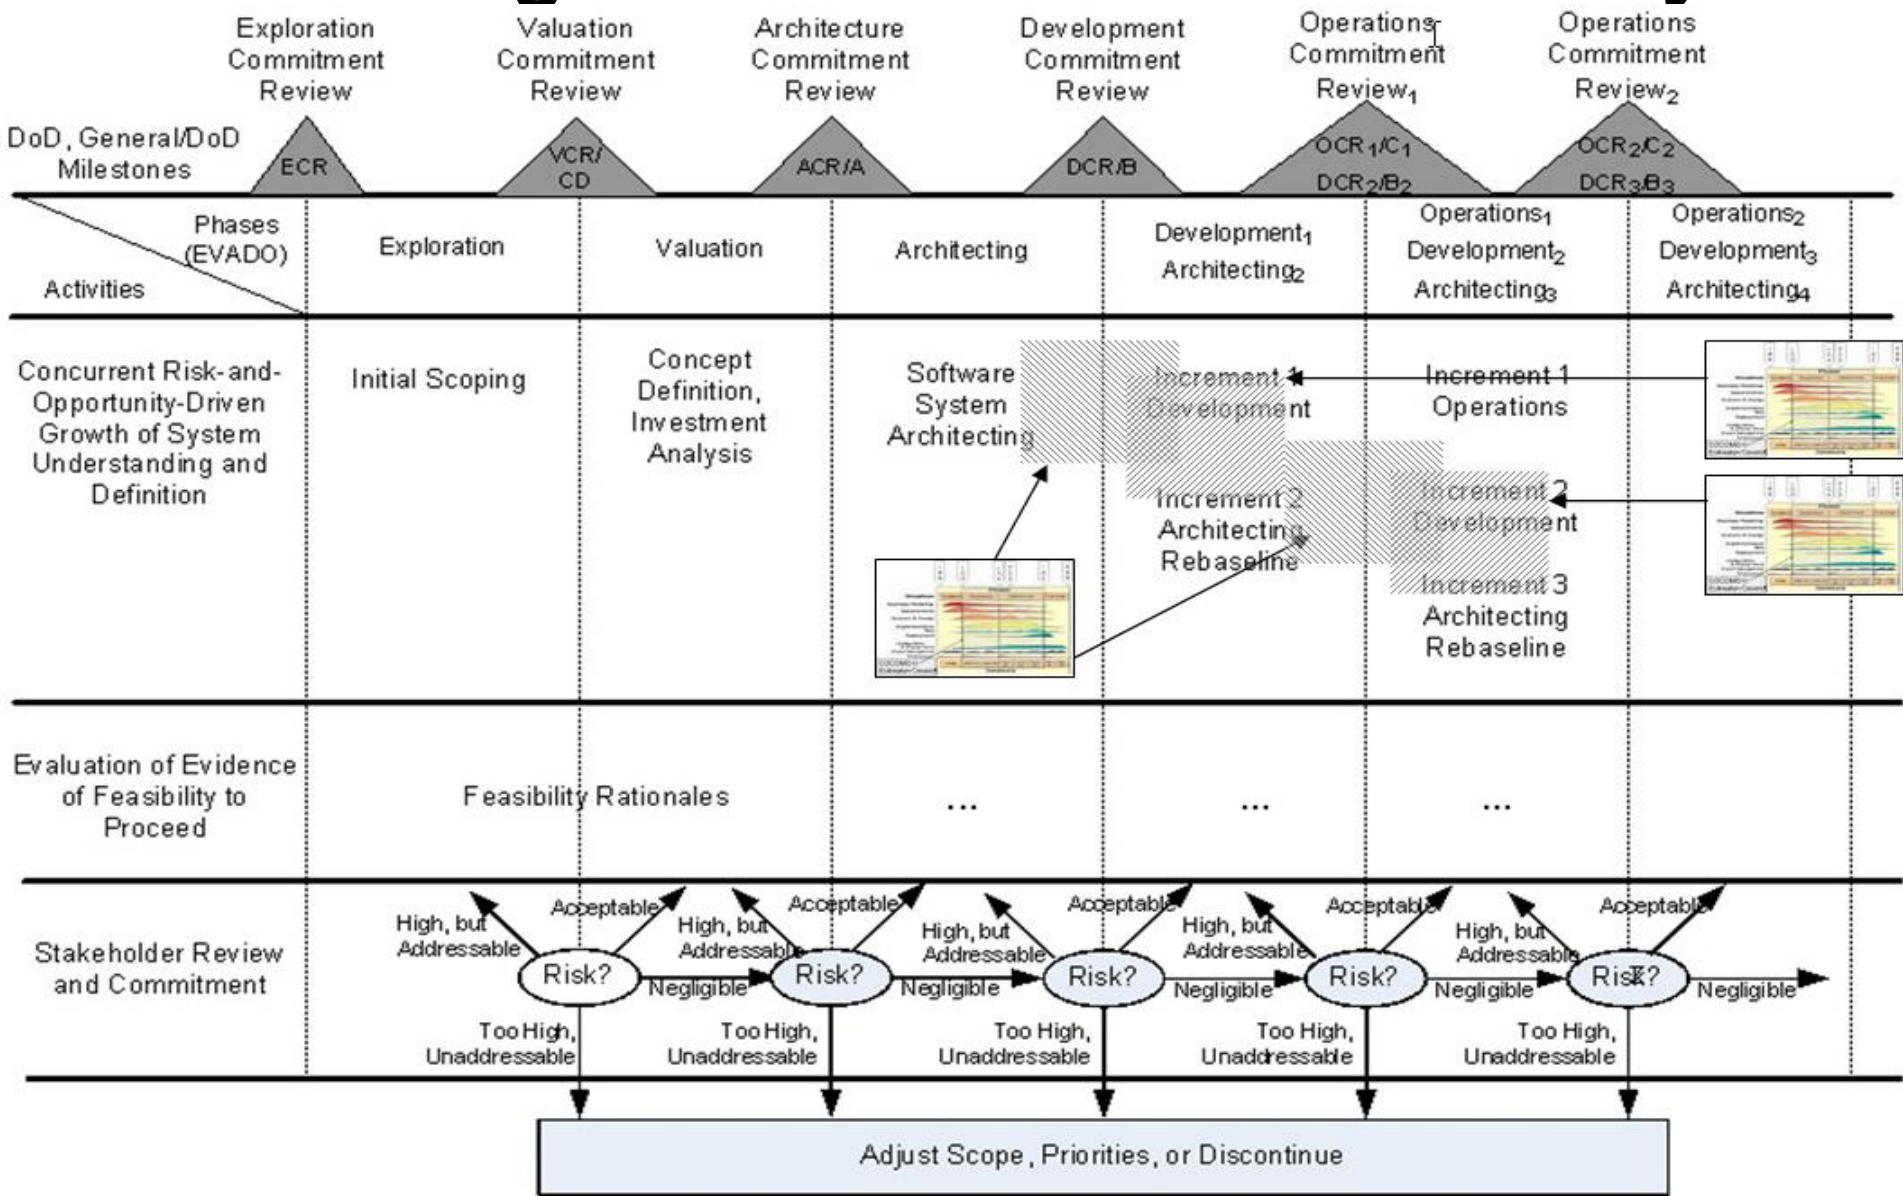 Exploration
Commitment
Review
Valuation
Commitment
Review
Architecture
Commitment
Review
Development
Commitment
Review
Operations
Commitment
Review1
Operations
Commitment
Review2
DoD, General/DoD
Milestones
ECR
VCR/
CD
ACR/A
DCR/B
OCR1/C1
DCR2/B2
OCR2/C2
DCR3/B3
Phases
(EVADO)
Activities
Exploration
Valuation
Architecting
Development1
Architecting2
Operations1
Development2
Architecting3
Operations2
Development3
Architecting4
Concurrent Risk-and-
Opportunity-Driven
Growth of System
Understanding and
Definition
Initial Scoping
Concept
Definition,
Investment
Analysis
Software
System
Architecting
Increment 1
Development
Increment 2
Architecting
Rebaseline
Increment 1
Operations
Increment 2
Development
Increment 3
Architecting
Rebaseline
Evaluation of Evidence
of Feasibility to
Proceed
Feasibility Rationales
...
...
...
Stakeholder Review
and Commitment
High, but
Addressable
Acceptable
Risk?
Negligible
Too High,
Unaddressable
High, but
Addressable
Acceptable
Risk?
Negligible
Too High,
Unaddressable
High, but
Addressable
Acceptable
Risk?
Negligible
Too High,
Unaddressable
High, but
Addressable
Acceptable
Risk?
Negligible
Too High,
Unaddressable
High, but
Addressable
Acceptable
Risk?
Negligible
Too High,
Unaddressable
Adjust Scope, Priorities, or Discontinue